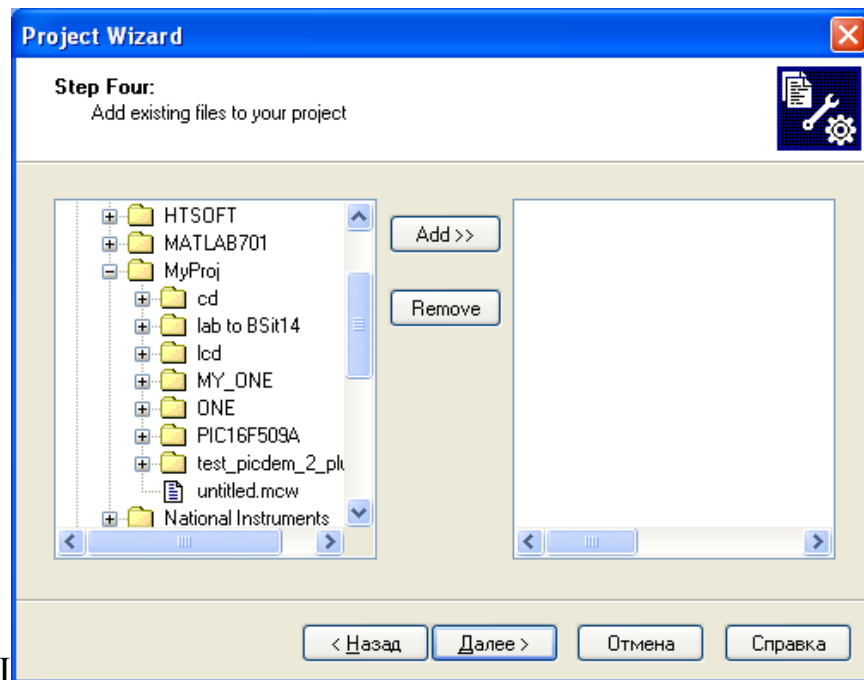 Project Wizard
Step Four:
Add existing files to your project
HTSOFT
MATLAB701
MyProj
cd
lab to BSit14
lcd
MY_ONE
ONE
PIC16F509A
test_picdem_2_plu
untitled.mcw
National Instruments
Add >>
Remove
< Назад
Далее >
Отмена
Справка